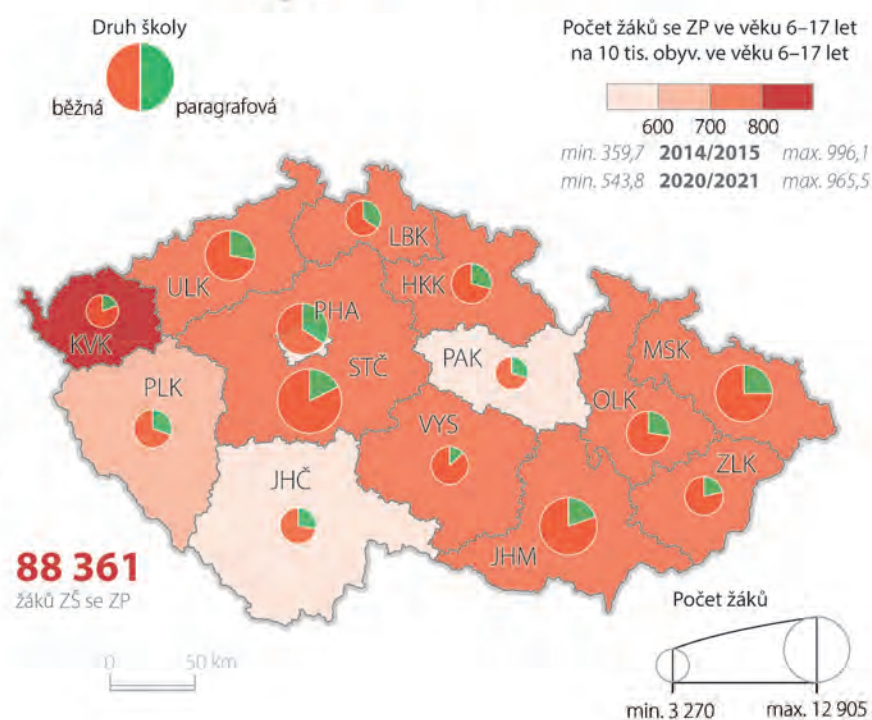 Druh školy
běžná
paragrafová
Počet žáků se ZP ve věku 6–17 let
na 10 tis. obyv. ve věku 6–17 let
600 700 800
min. 359,7 2014/2015 max. 996,1
min. 543,8 2020/2021 max. 965,5
LBK
ULK
HKK
PHA
KVK
STČ
PAK
MSK
PLK
OLK
VYS
ZLK
JHČ
JHM
88 361
žáků ZŠ se ZP
0 50 km
Počet žáků
min. 3 270 max. 12 905